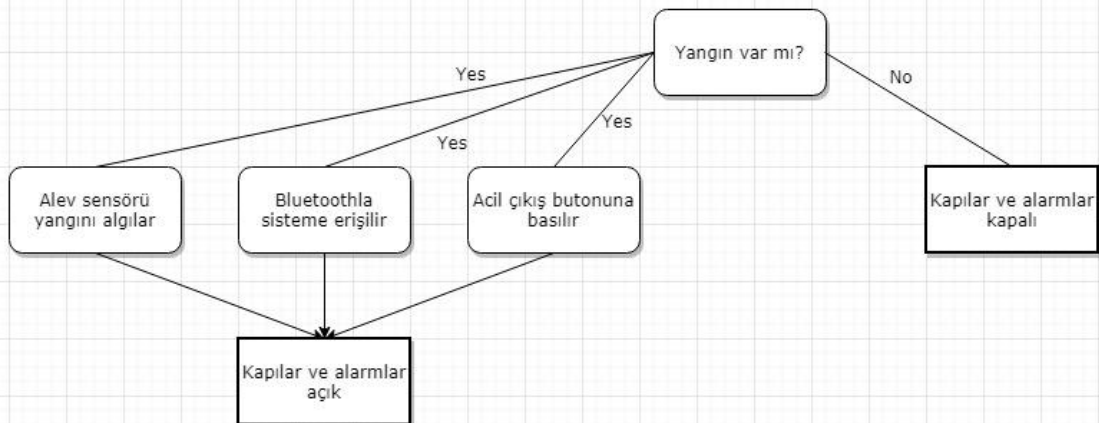 Yangın var mı?
Yes
No
Yes
Yes
Alev sensörü
yangını algılar
Bluetoothla
sisteme erişilir
Acil çıkış butonuna
basılır
Kapılar ve alarmlar
kapalı
Kapılar ve alarmlar
açık